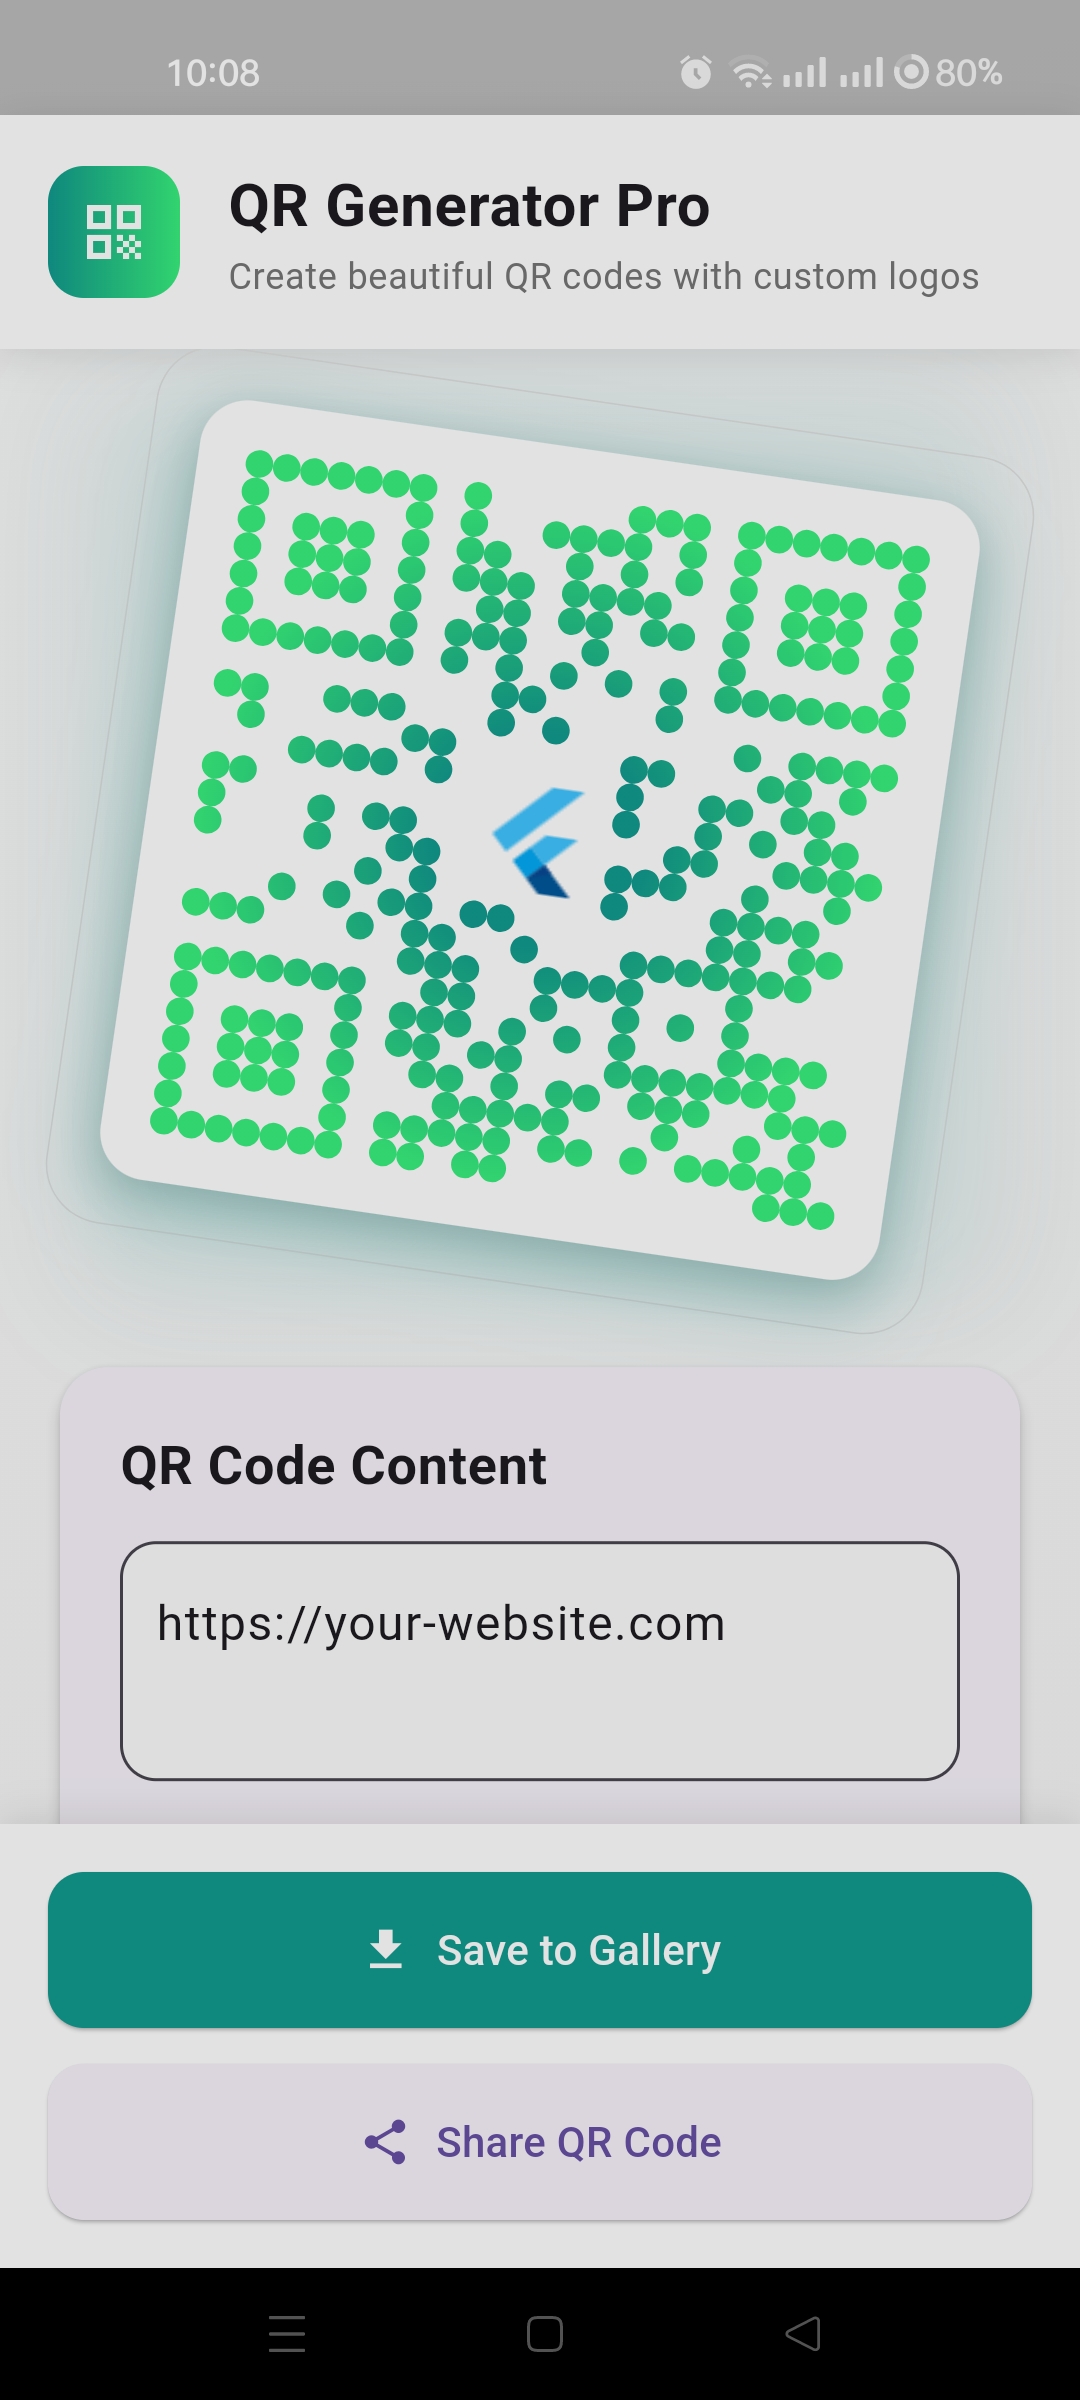 10:08
80%
QR Generator Pro
Create beautiful QR codes with custom logos
QR Code Content
https://your-website.com
Save to Gallery
Share QR Code